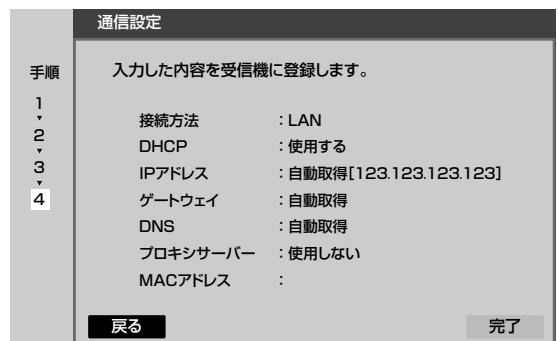 通信設定
手順
1
2
3
4
入力した内容を受信機に登録します。
接続方法 ：LAN
DHCP ：使用する
IPアドレス ：自動取得[123.123.123.123]
ゲートウェイ ：自動取得
DNS ：自動取得
プロキシサーバー ：使用しない
MACアドレス ：
戻る 完了